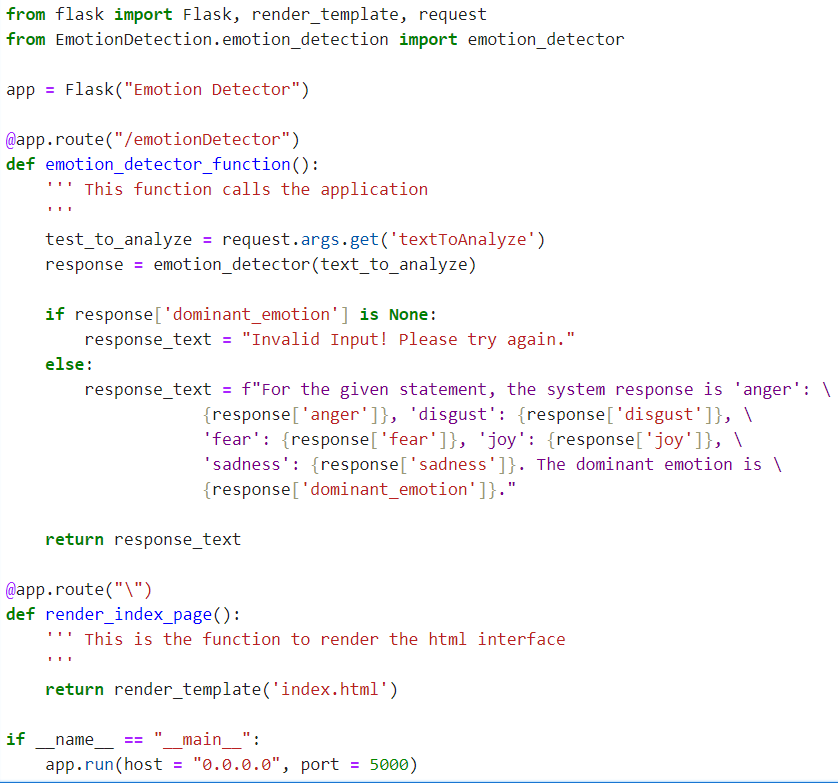 from flask import Flask, render_template, request
from EmotionDetection.emotion_detection import emotion_detector

app = Flask("Emotion Detector")

@app.route("/emotionDetector")
def emotion_detector_function():
    ''' This function calls the application
    '''
    test_to_analyze = request.args.get('textToAnalyze')
    response = emotion_detector(text_to_analyze)

    if response['dominant_emotion'] is None:
        response_text = "Invalid Input! Please try again."
    else:
        response_text = f"For the given statement, the system response is 'anger': \
                    {response['anger']}, 'disgust': {response['disgust']}, \
                    'fear': {response['fear']}, 'joy': {response['joy']}, \
                    'sadness': {response['sadness']}. The dominant emotion is \
                    {response['dominant_emotion']}."

    return response_text

@app.route("\")
def render_index_page():
    ''' This is the function to render the html interface
    '''
    return render_template('index.html')

if __name__ == "__main__":
    app.run(host = "0.0.0.0", port = 5000)